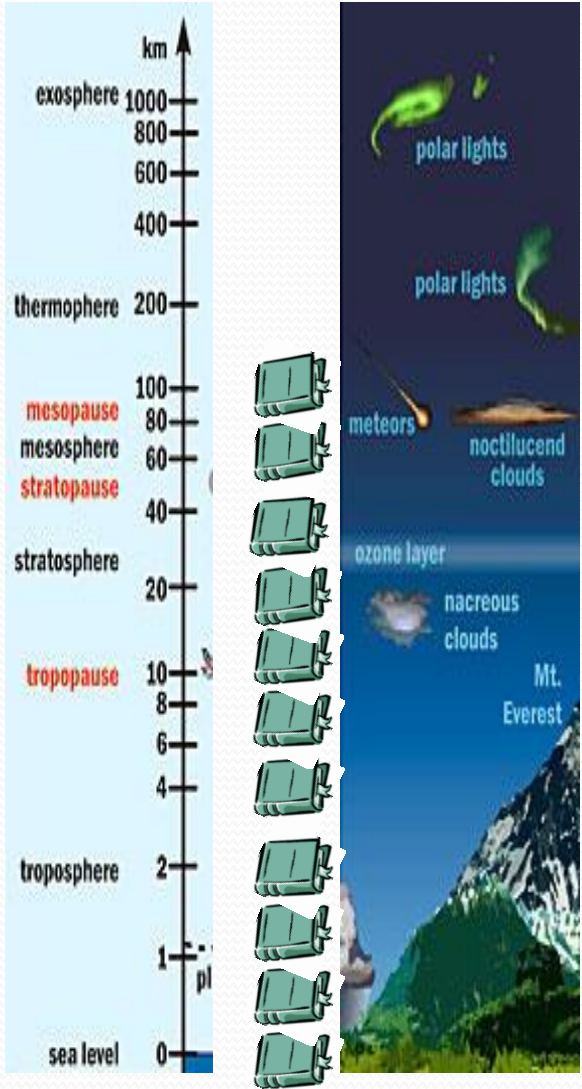 km
exosphere 1000
800
600
400
thermophere 200
100
mesopause
80
mesosphere
60
stratopause
40
stratosphere
20
tropopause 10
8
6
4
troposphere 2
1
pl
sea level 0
polar lights
polar lights
meteors
noctilucend
clouds
ozone layer
nacreous
clouds
Mt.
Everest